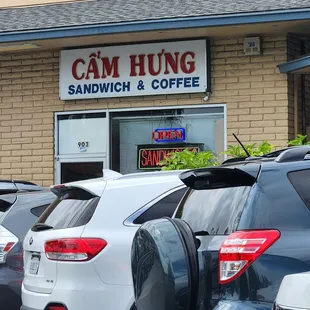 CẨM HƯNG
SANDWICH & COFFEE
903
OPEN
SANDWICH